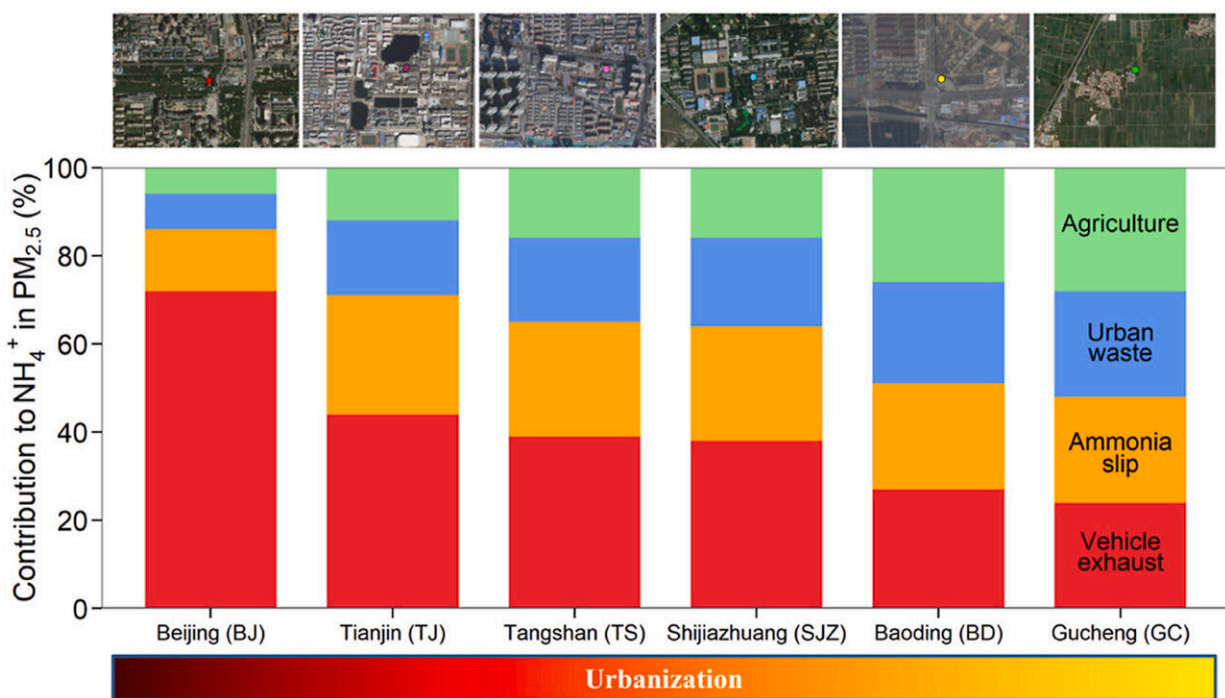 Contribution to NH₄⁺ in PM₂.₅ (%)
100
80
60
40
20
0
Agriculture
Urban
waste
Ammonia
slip
Vehicle
exhaust
Beijing (BJ)
Tianjin (TJ)
Tangshan (TS)
Shijiazhuang (SJZ)
Baoding (BD)
Gucheng (GC)
Urbanization